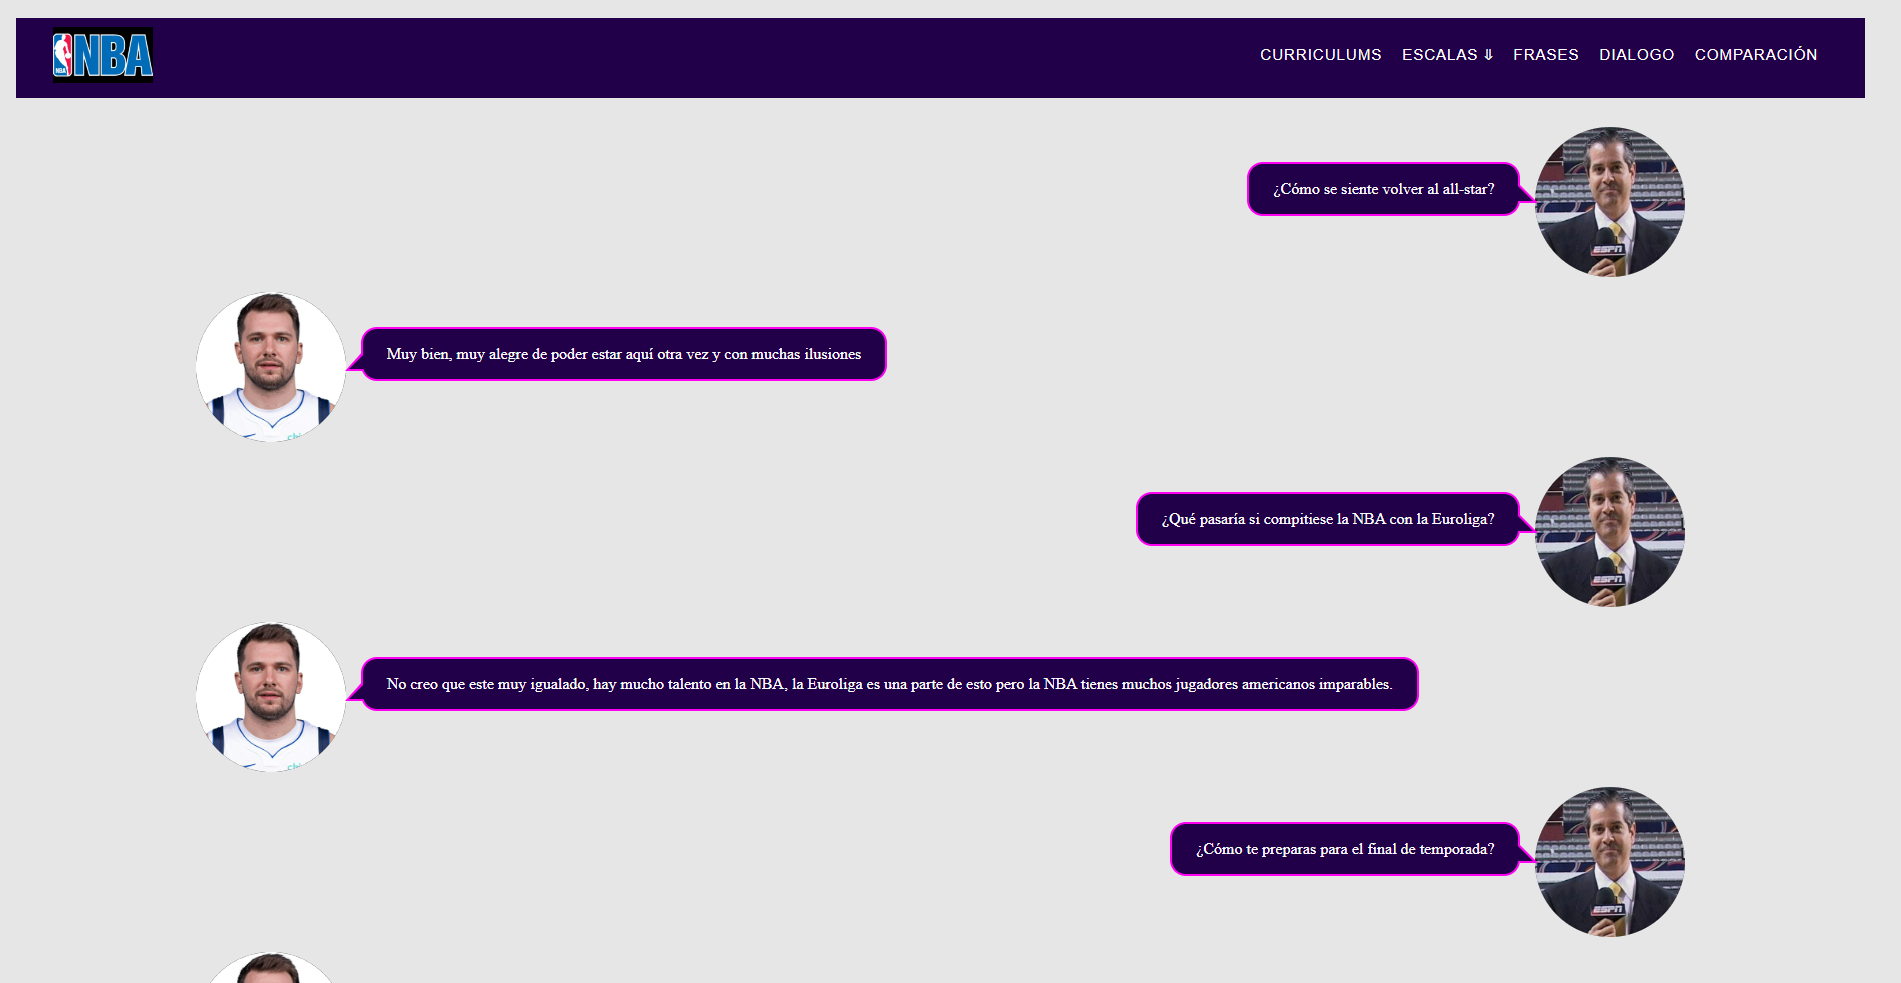 NBA
NBA
CURRICULUMS ESCALAS ⇓ FRASES DIALOGO COMPARACIÓN
¿Cómo se siente volver al all-star?
ESPN
Muy bien, muy alegre de poder estar aquí otra vez y con muchas ilusiones
¿Qué pasaría si compitiese la NBA con la Euroliga?
ESPN
No creo que este muy igualado, hay mucho talento en la NBA, la Euroliga es una parte de esto pero la NBA tienes muchos jugadores americanos imparables.
¿Cómo te preparas para el final de temporada?
ESPN